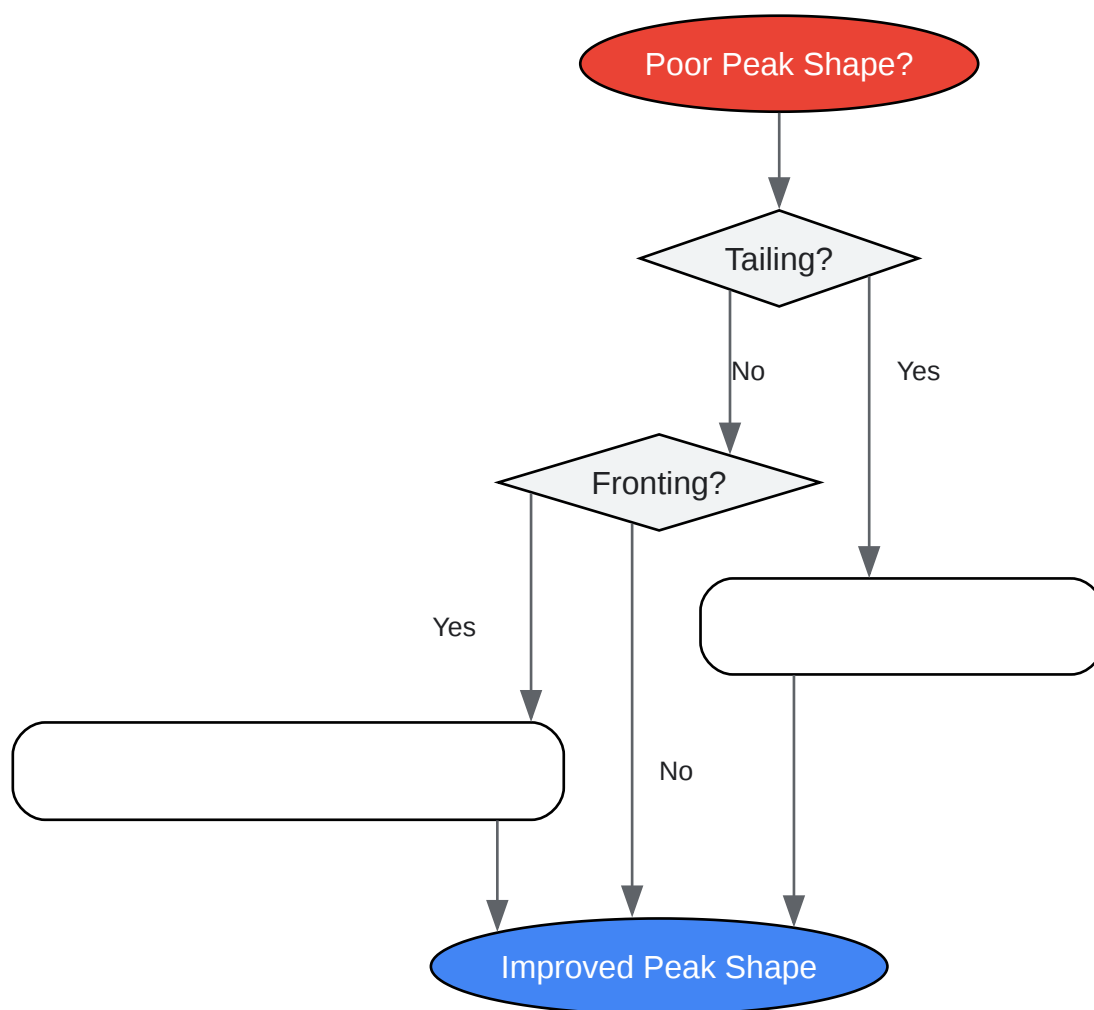 Poor Peak Shape?
Tailing?
No
Yes
Fronting?
Yes
No
Improved Peak Shape